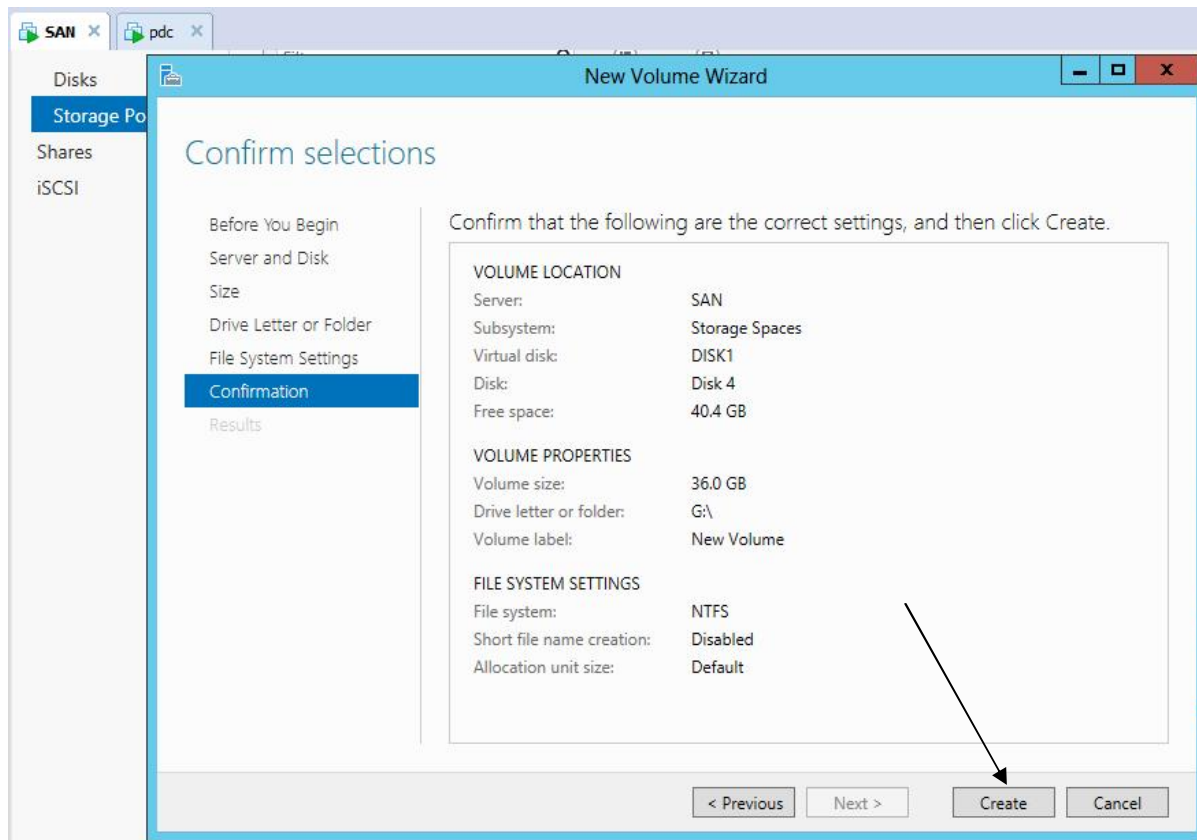 SAN
pdc
New Volume Wizard
Disks
Storage Po
Shares
iSCSI
Confirm selections
Before You Begin
Server and Disk
Size
Drive Letter or Folder
File System Settings
Confirmation
Results
Confirm that the following are the correct settings, and then click Create.
VOLUME LOCATION
Server: SAN
Subsystem: Storage Spaces
Virtual disk: DISK1
Disk: Disk 4
Free space: 40.4 GB
VOLUME PROPERTIES
Volume size: 36.0 GB
Drive letter or folder: G:\
Volume label: New Volume
FILE SYSTEM SETTINGS
File system: NTFS
Short file name creation: Disabled
Allocation unit size: Default
< Previous Next > Create Cancel